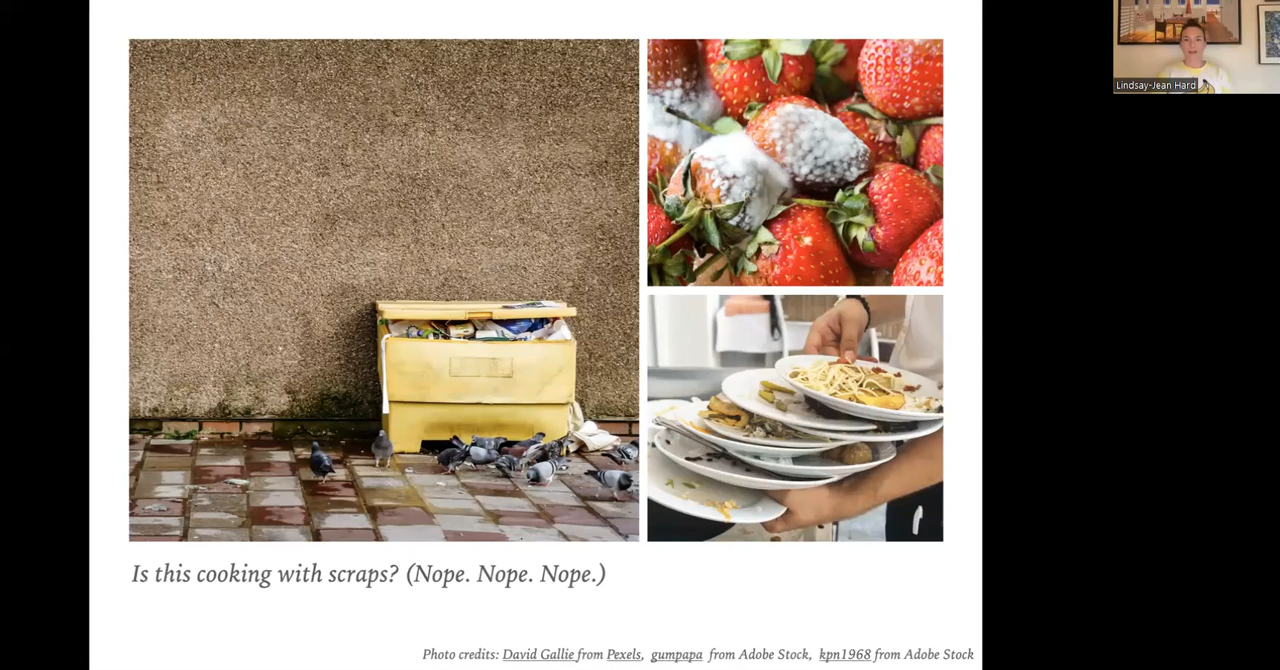 Lindsay-Jean Hard
Is this cooking with scraps? (Nope. Nope. Nope.)
Photo credits: David Gallie from Pexels, gumpapa from Adobe Stock, kpn1968 from Adobe Stock